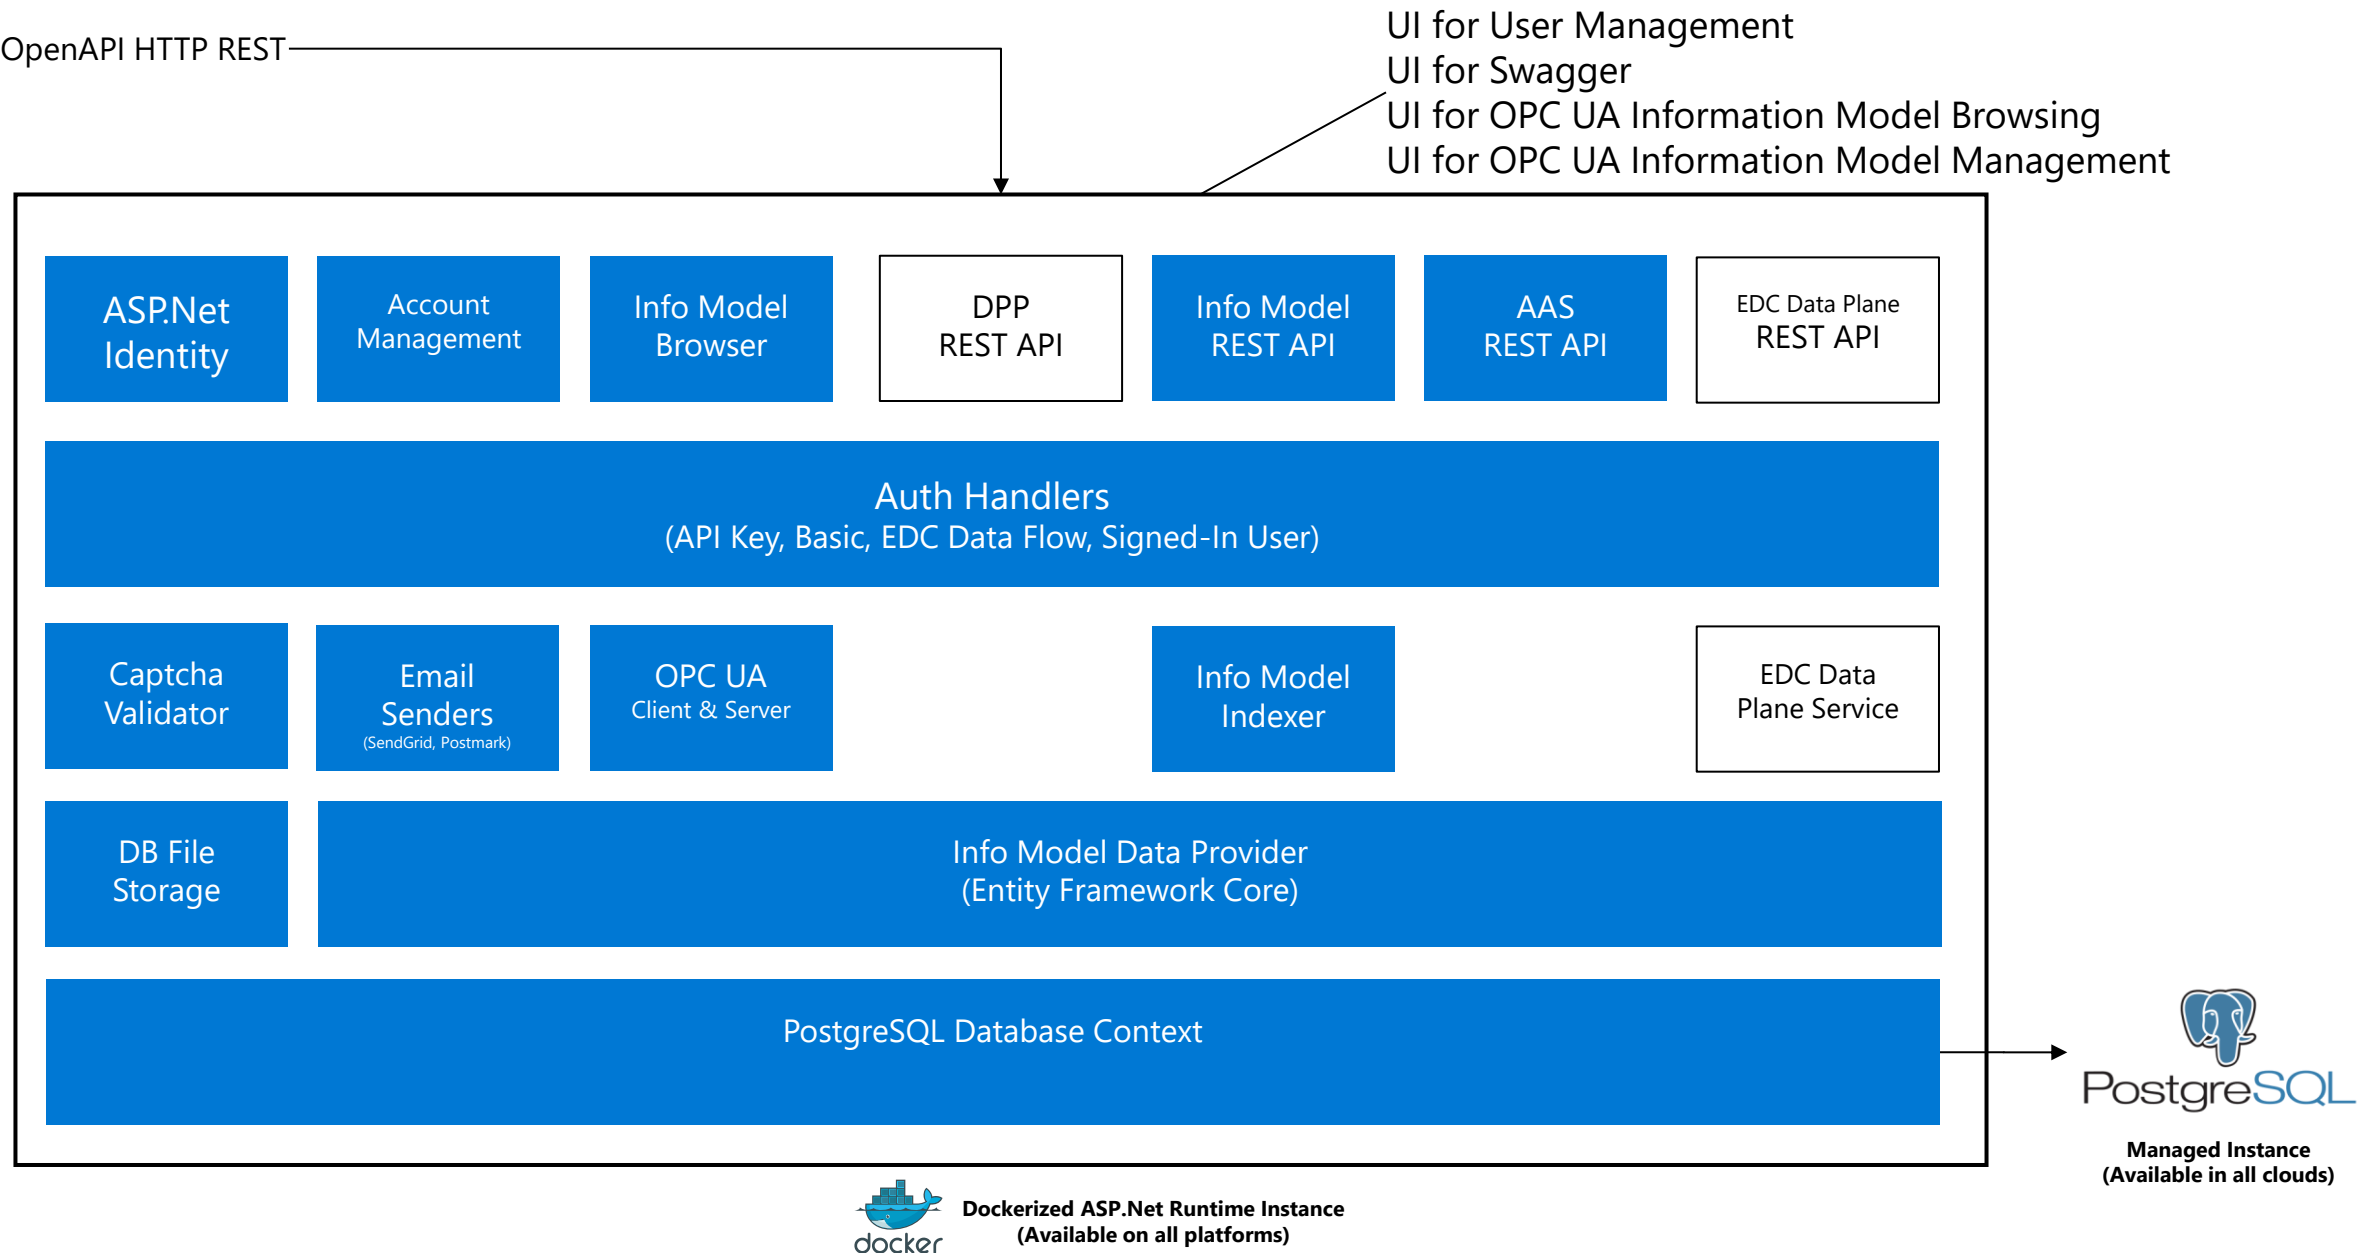 OpenAPI HTTP REST
UI for User Management
UI for Swagger
UI for OPC UA Information Model Browsing
UI for OPC UA Information Model Management
ASP.Net
Identity
Account
Management
Info Model
Browser
DPP
REST API
Info Model
REST API
AAS
REST API
EDC Data Plane
REST API
Auth Handlers
(API Key, Basic, EDC Data Flow, Signed-In User)
Captcha
Validator
Email
Senders
(SendGrid, Postmark)
OPC UA
Client & Server
Info Model
Indexer
EDC Data
Plane Service
DB File
Storage
Info Model Data Provider
(Entity Framework Core)
PostgreSQL Database Context
PostgreSQL
Managed Instance
(Available in all clouds)
docker
Dockerized ASP.Net Runtime Instance
(Available on all platforms)